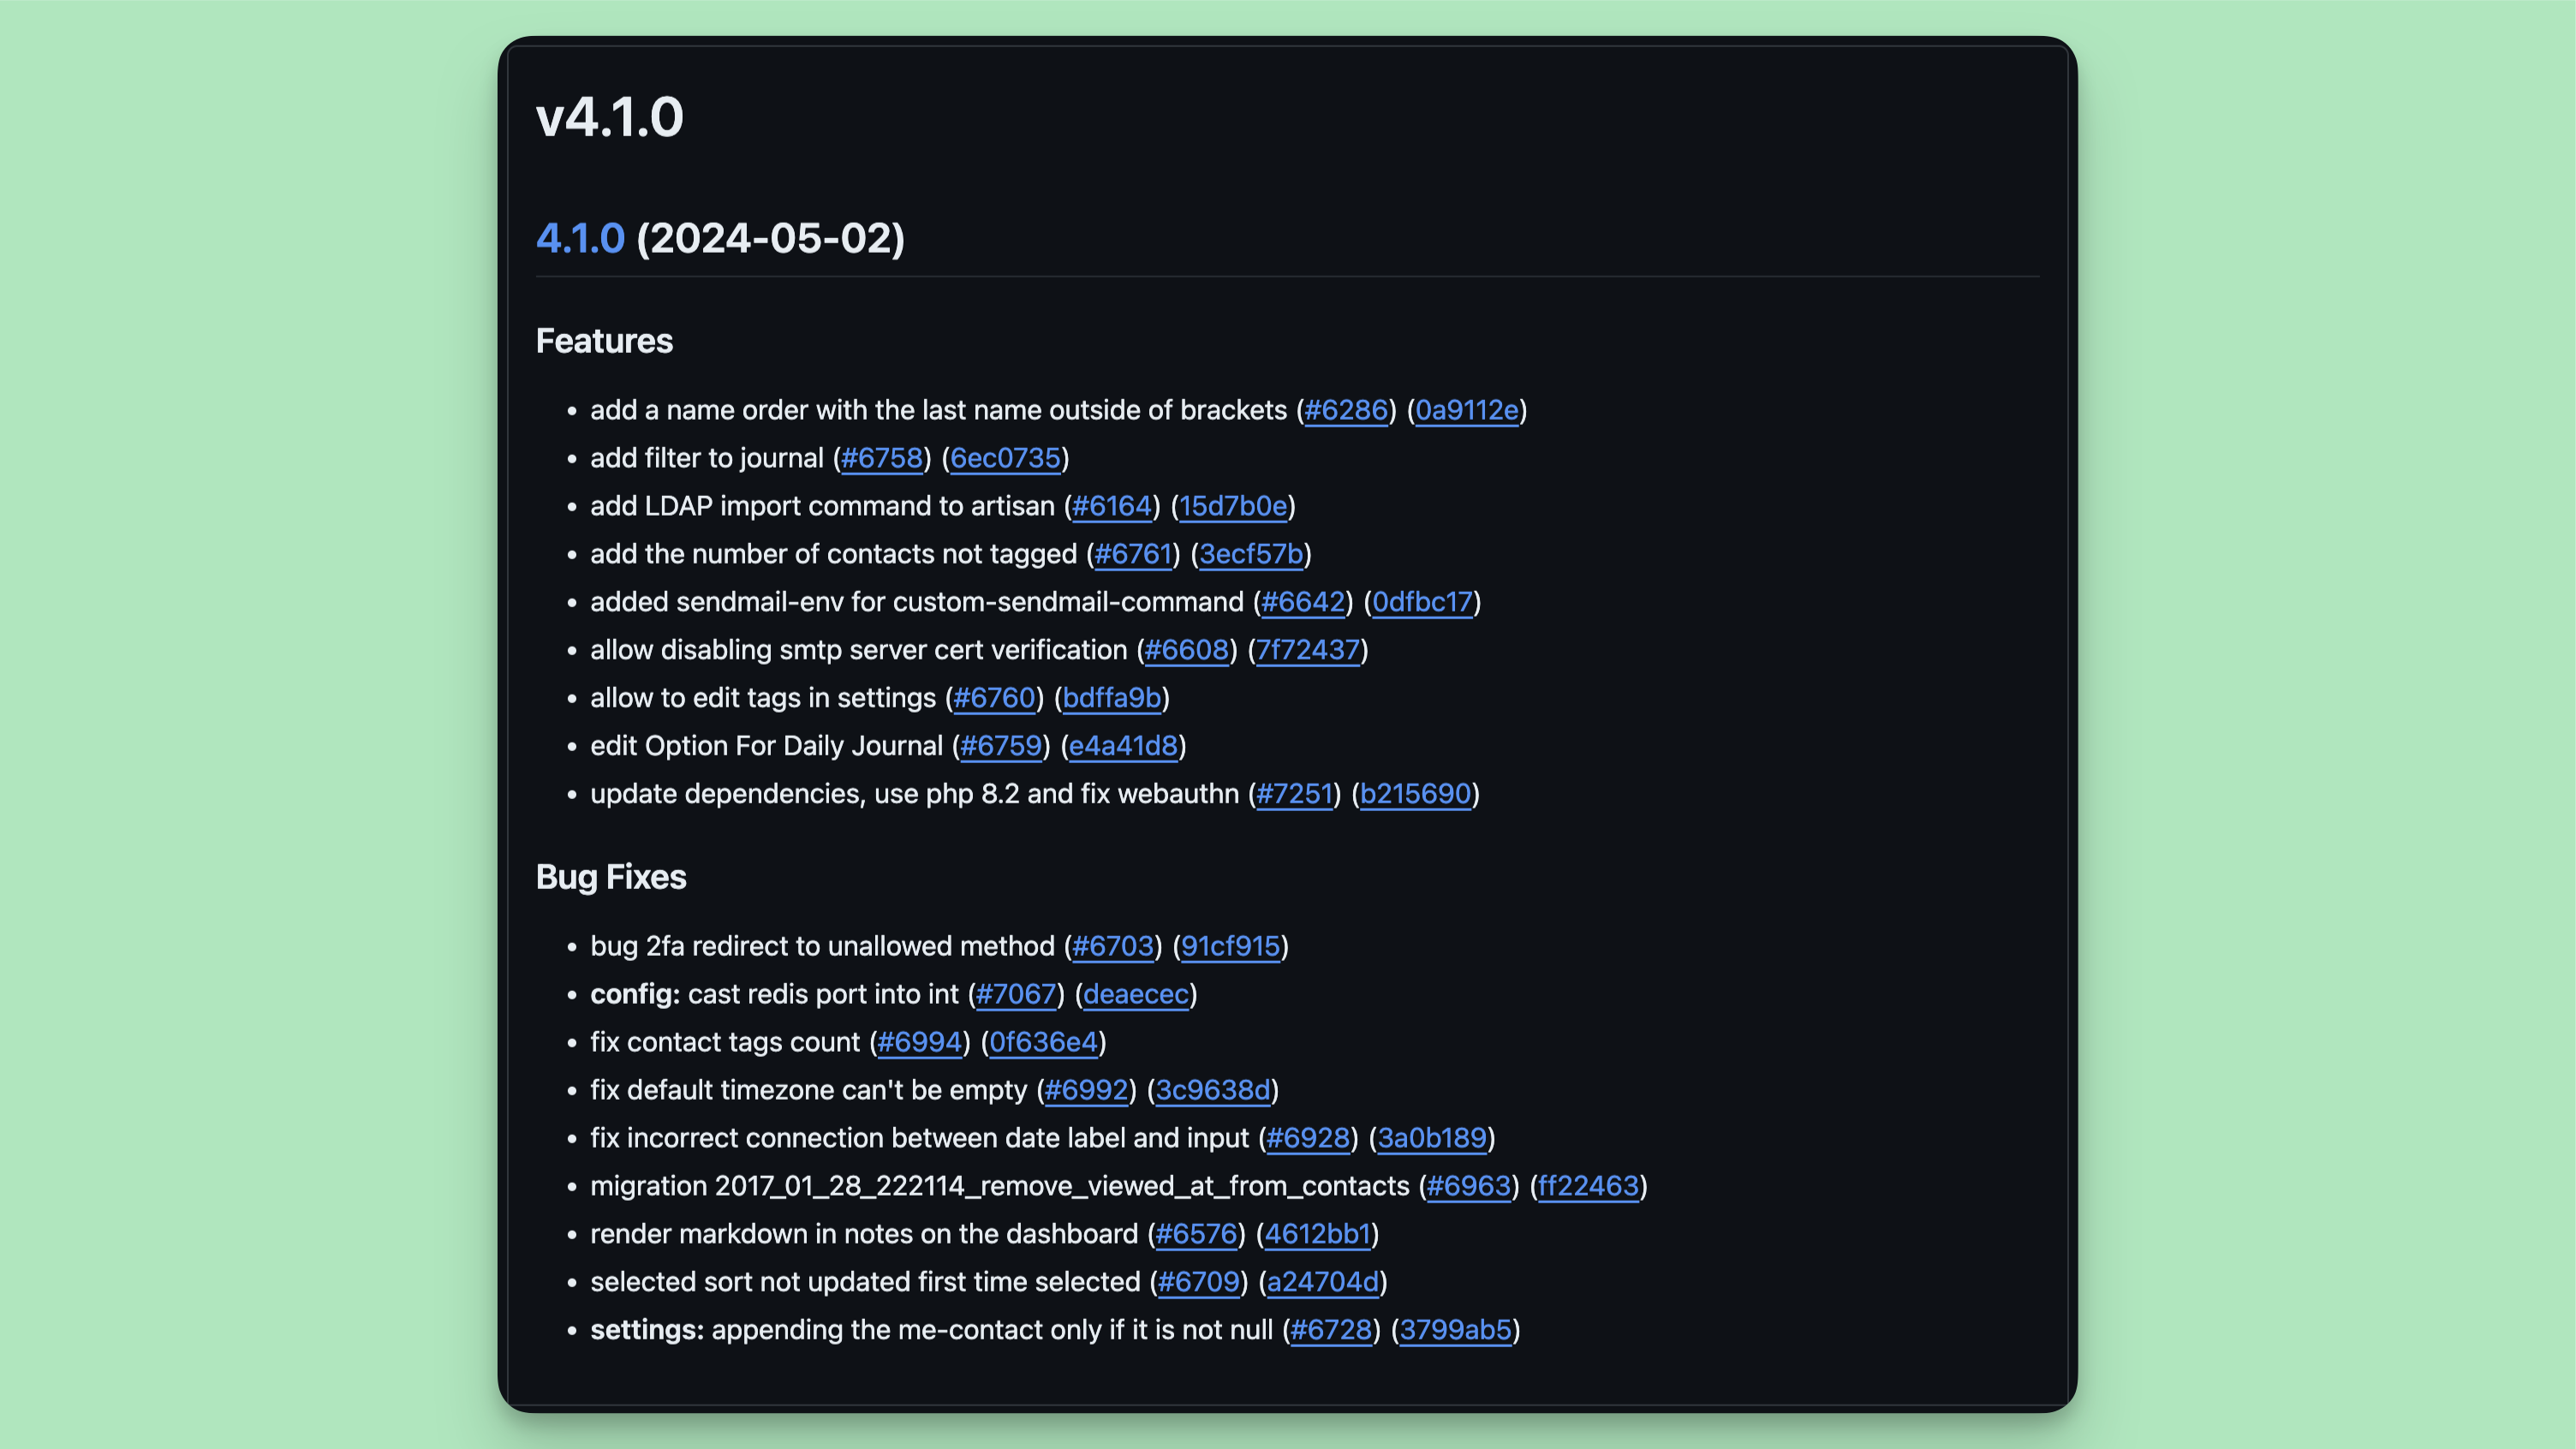 v4.1.0
4.1.0 (2024-05-02)
Features
• add a name order with the last name outside of brackets (#6286) (0a9112e)
• add filter to journal (#6758) (6ec0735)
• add LDAP import command to artisan (#6164) (15d7b0e)
• add the number of contacts not tagged (#6761) (3ecf57b)
• added sendmail-env for custom-sendmail-command (#6642) (0dfbc17)
• allow disabling smtp server cert verification (#6608) (7f72437)
• allow to edit tags in settings (#6760) (bdffa9b)
• edit Option For Daily Journal (#6759) (e4a41d8)
• update dependencies, use php 8.2 and fix webauthn (#7251) (b215690)
Bug Fixes
• bug 2fa redirect to unallowed method (#6703) (91cf915)
• config: cast redis port into int (#7067) (deaecec)
• fix contact tags count (#6994) (0f636e4)
• fix default timezone can't be empty (#6992) (3c9638d)
• fix incorrect connection between date label and input (#6928) (3a0b189)
• migration 2017_01_28_222114_remove_viewed_at_from_contacts (#6963) (ff22463)
• render markdown in notes on the dashboard (#6576) (4612bb1)
• selected sort not updated first time selected (#6709) (a24704d)
• settings: appending the me-contact only if it is not null (#6728) (3799ab5)